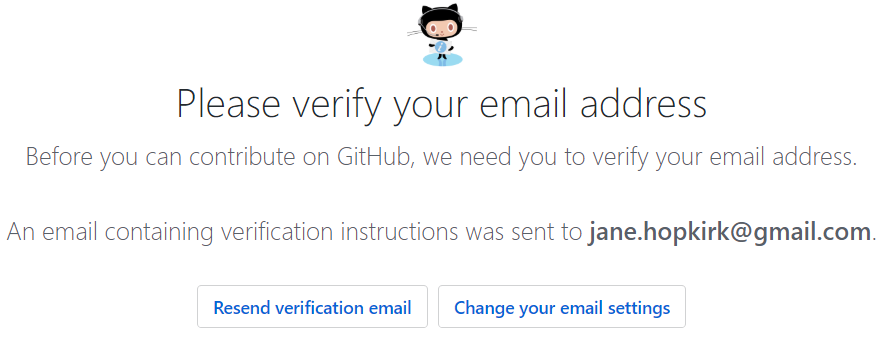 Please verify your email address
Before you can contribute on GitHub, we need you to verify your email address.
An email containing verification instructions was sent to jane.hopkirk@gmail.com.
Resend verification email
Change your email settings